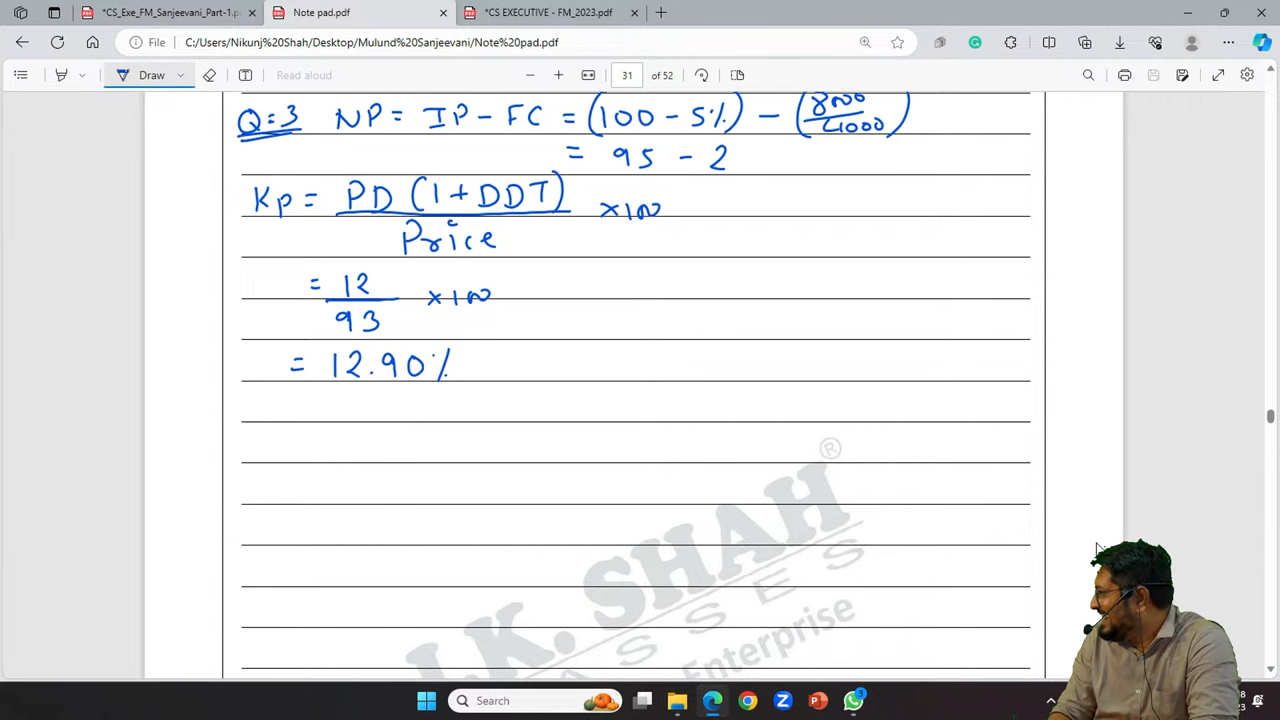 *CS_Exe_FM_Sanjeevani_Part-1.p
Note pad.pdf
*CS EXECUTIVE - FM_2023.pdf
File
C:/Users/Nikunj%20Shah/Desktop/Mulund%20Sanjeevani/Note%20pad.pdf
Draw
Read aloud
31 of 52
Q:3 NP = IP - FC = (100 - 5%) - (8000/4000)
= 95 - 2
Kp = PD (1 + DDT) / Price × 100
= 12 / 93 × 100
= 12.90%
J.K. SHAH ®
Enterprise
Search
3